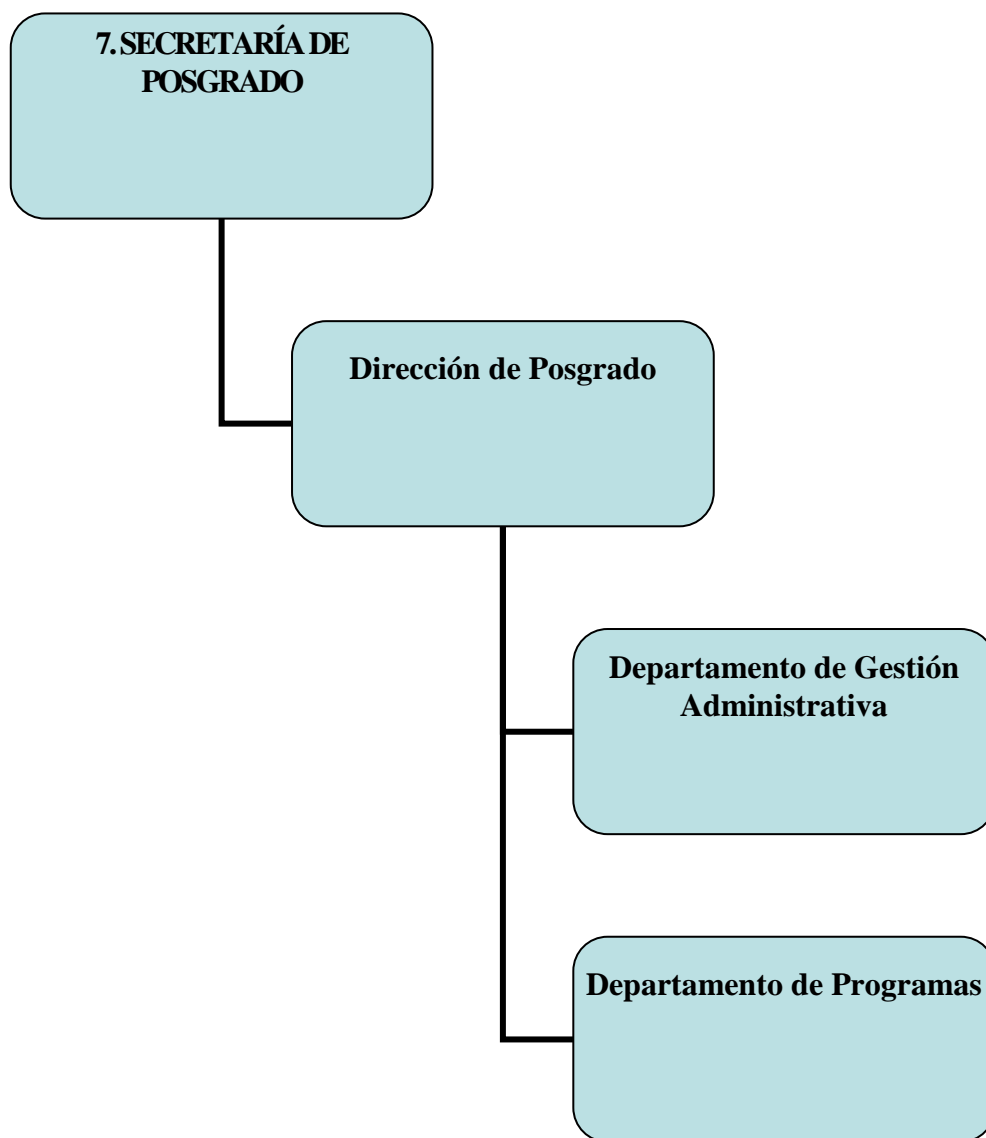 7. SECRETARÍA DE
POSGRADO
Dirección de Posgrado
Departamento de Gestión
Administrativa
Departamento de Programas